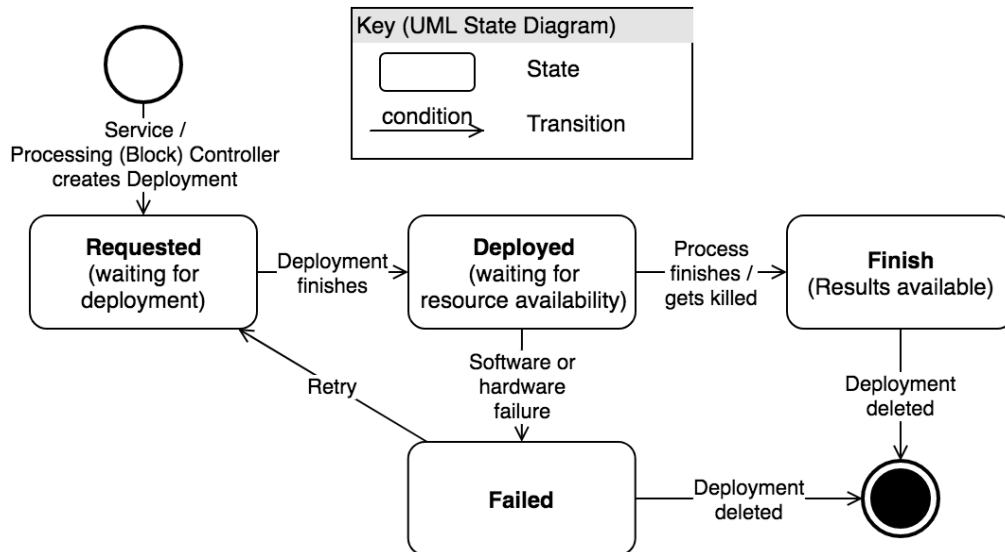 Key (UML State Diagram)
State
condition
Transition
Service /
Processing (Block) Controller
creates Deployment
Requested
(waiting for
deployment)
Deployment
finishes
Deployed
(waiting for
resource availability)
Process
finishes /
gets killed
Finish
(Results available)
Retry
Software or
hardware
failure
Deployment
deleted
Failed
Deployment
deleted